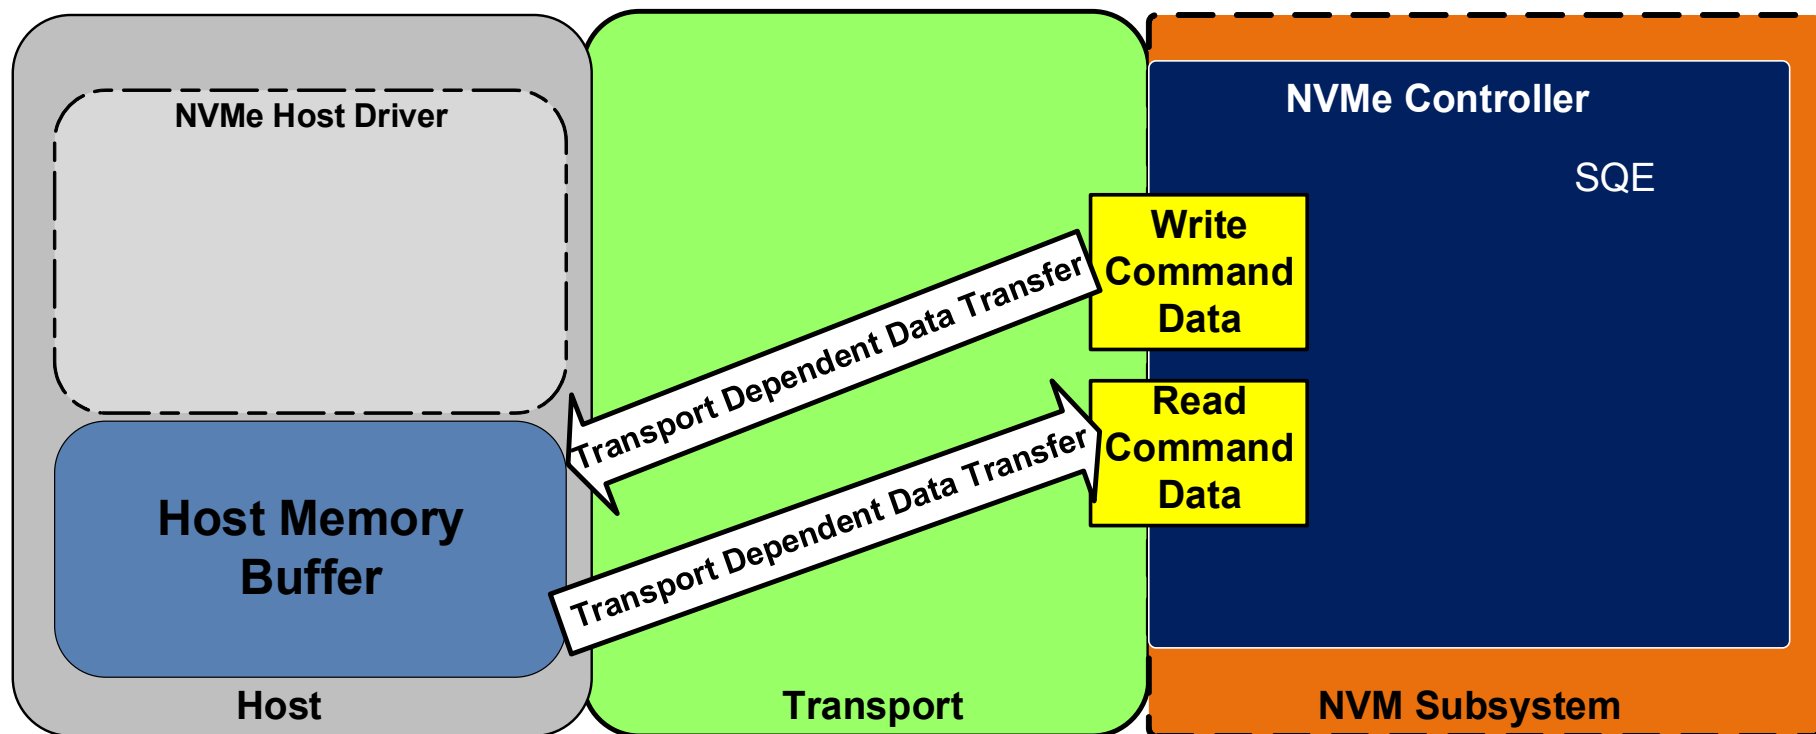 NVMe Host Driver
Host Memory
Buffer
Host
Transport Dependent Data Transfer
Transport Dependent Data Transfer
Transport
NVMe Controller
SQE
Write
Command
Data
Read
Command
Data
NVM Subsystem